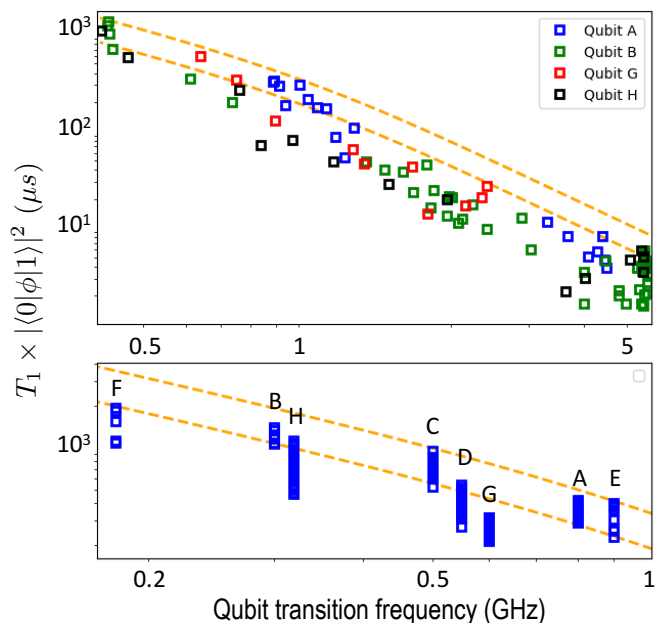 T₁ × |⟨0|ϕ|1⟩|² (μs)
10³
10²
10¹
0.5 1 5
Qubit A
Qubit B
Qubit G
Qubit H
10³
F B H C D G A E
0.2 0.5 1
Qubit transition frequency (GHz)